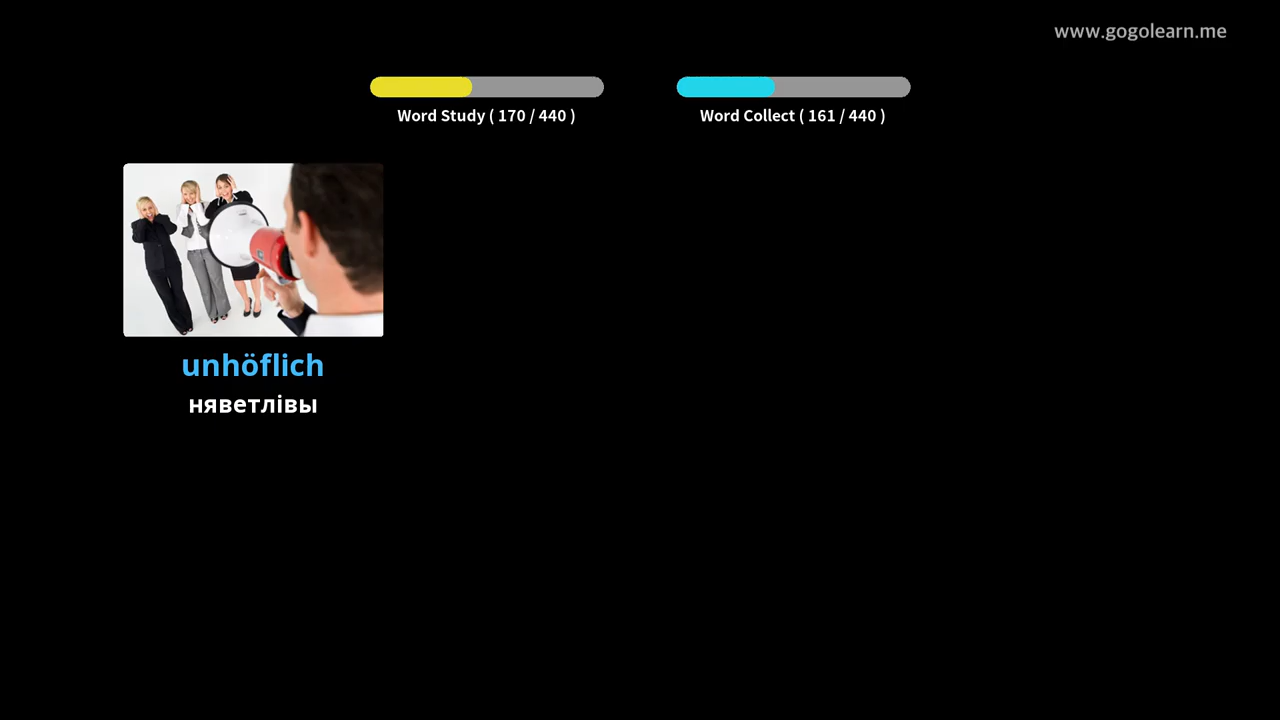 www.gogolearn.me
Word Study ( 170 / 440 )
Word Collect ( 161 / 440 )
unhöflich
няветлівы